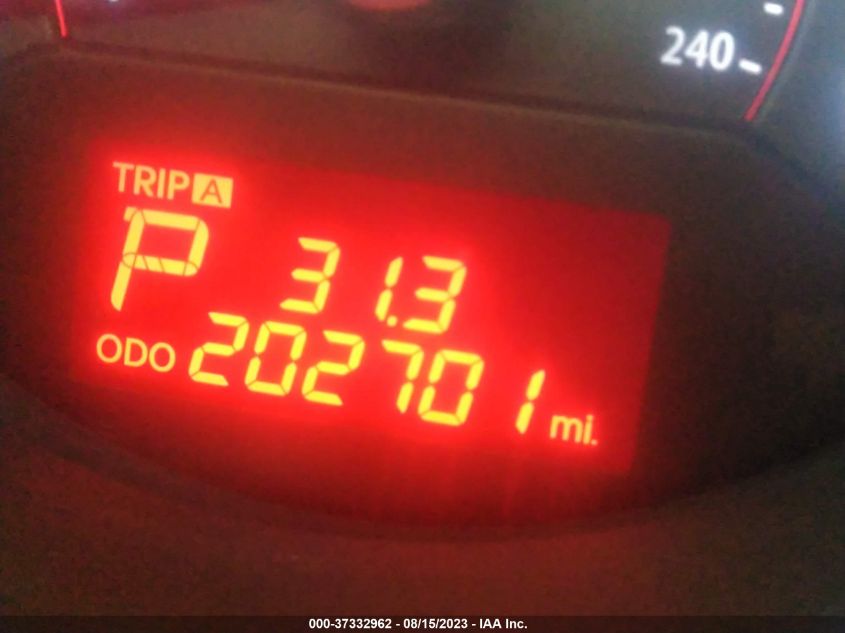 240
TRIP A
P 31.3
ODO 202701 mi.
000-37332962 - 08/15/2023 - IAA Inc.